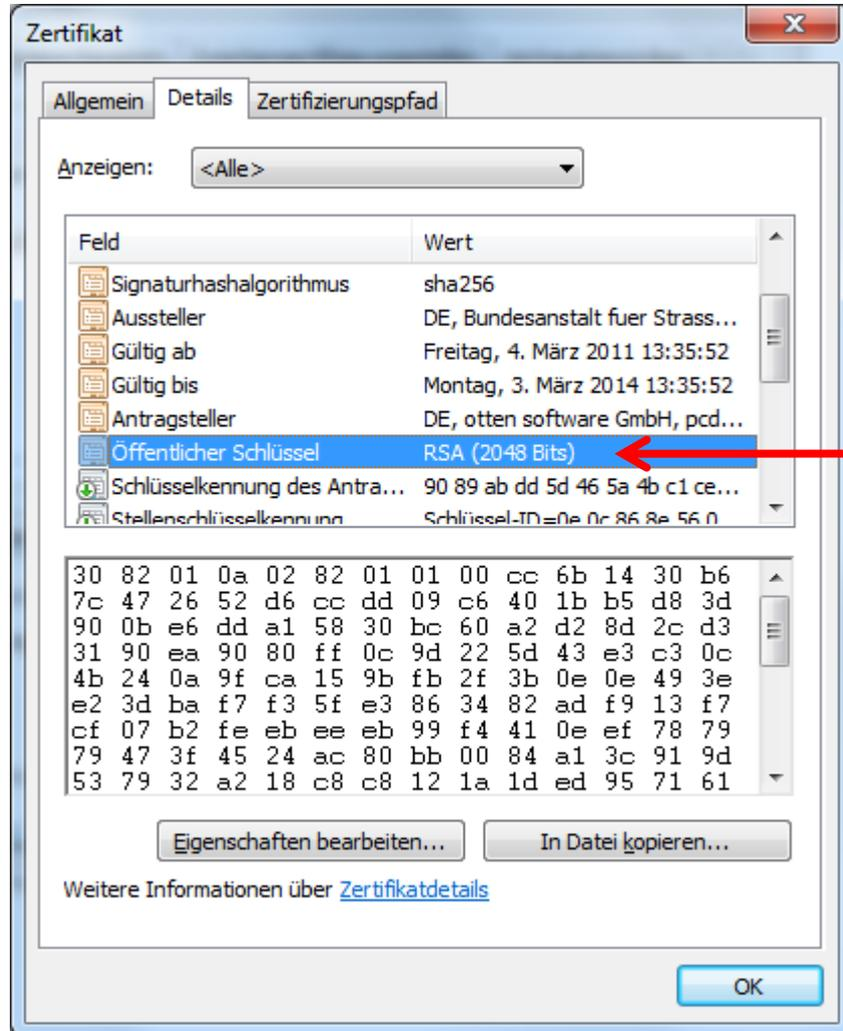 Zertifikat
Allgemein Details Zertifizierungspfad
Anzeigen: <Alle>
Feld Wert
Signaturhashalgorithmus sha256
Aussteller DE, Bundesanstalt fuer Strass...
Gültig ab Freitag, 4. März 2011 13:35:52
Gültig bis Montag, 3. März 2014 13:35:52
Antragsteller DE, otten software GmbH, pcd...
Öffentlicher Schlüssel RSA (2048 Bits)
Schlüsselkennung des Antra... 90 89 ab dd 5d 46 5a 4b c1 ce...
Stellenschlüsselkennung Schlüssel-ID=0e 0c 86 8e 56 0
30 82 01 0a 02 82 01 01 00 cc 6b 14 30 b6
7c 47 26 52 d6 cc dd 09 c6 40 1b b5 d8 3d
90 0b e6 dd a1 58 30 bc 60 a2 d2 8d 2c d3
31 90 ea 90 80 ff 0c 9d 22 5d 43 e3 c3 0c
4b 24 0a 9f ca 15 9b fb 2f 3b 0e 0e 49 3e
e2 3d ba f7 f3 5f e3 86 34 82 ad f9 13 f7
cf 07 b2 fe eb ee eb 99 f4 41 0e ef 78 79
79 47 3f 45 24 ac 80 bb 00 84 a1 3c 91 9d
53 79 32 a2 18 c8 c8 12 1a 1d ed 95 71 61
Eigenschaften bearbeiten... In Datei kopieren...
Weitere Informationen über Zertifikatdetails
OK